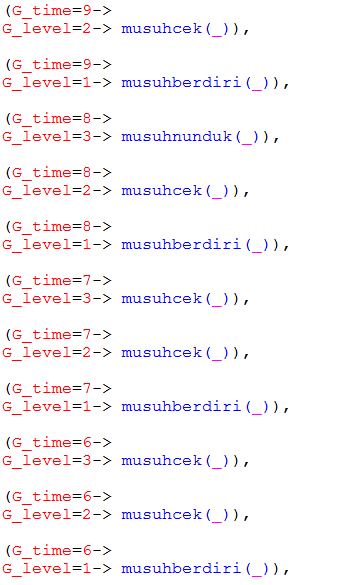 (G_time=9->
G_level=2-> musuhcek(_)),
(G_time=9->
G_level=1-> musuhberdiri(_)),
(G_time=8->
G_level=3-> musuhnunduk(_)),
(G_time=8->
G_level=2-> musuhcek(_)),
(G_time=8->
G_level=1-> musuhberdiri(_)),
(G_time=7->
G_level=3-> musuhcek(_)),
(G_time=7->
G_level=2-> musuhcek(_)),
(G_time=7->
G_level=1-> musuhberdiri(_)),
(G_time=6->
G_level=3-> musuhcek(_)),
(G_time=6->
G_level=2-> musuhcek(_)),
(G_time=6->
G_level=1-> musuhberdiri(_)),